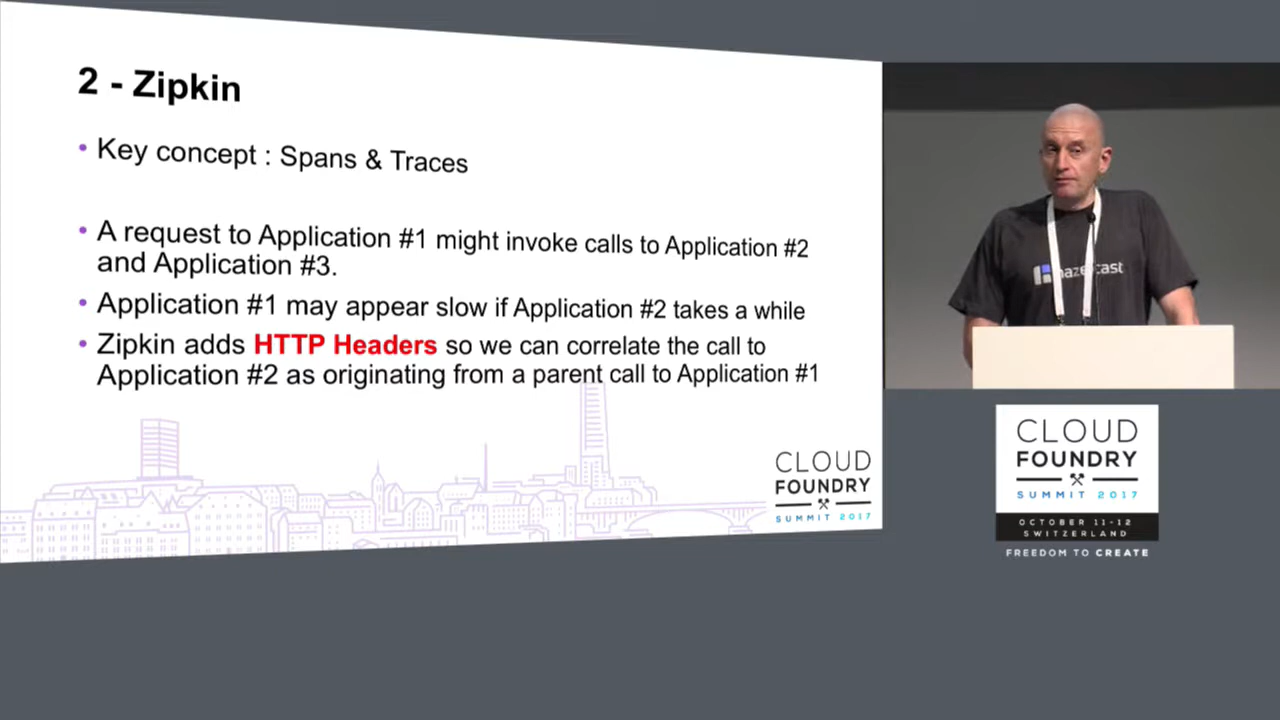 2 - Zipkin
• Key concept : Spans & Traces
• A request to Application #1 might invoke calls to Application #2
and Application #3.
• Application #1 may appear slow if Application #2 takes a while
• Zipkin adds HTTP Headers so we can correlate the call to
Application #2 as originating from a parent call to Application #1
CLOUD
FOUNDRY
SUMMIT 2017
hazelcast
CLOUD
FOUNDRY
SUMMIT 2017
OCTOBER 11-12
SWITZERLAND
FREEDOM TO CREATE